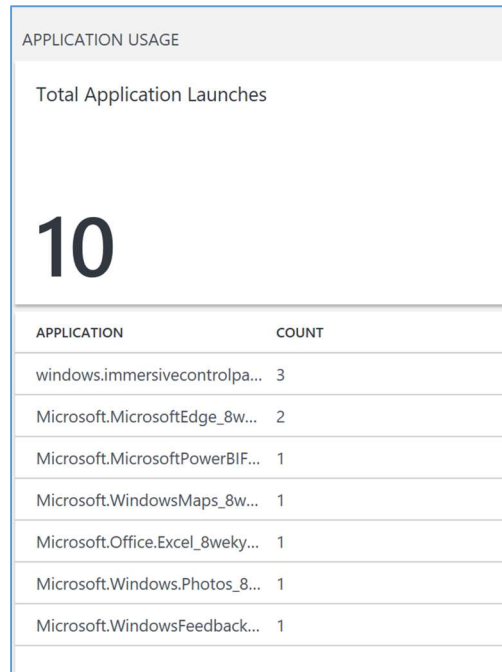 APPLICATION USAGE
Total Application Launches
10
APPLICATION COUNT
windows.immersivecontrolpa... 3
Microsoft.MicrosoftEdge_8w... 2
Microsoft.MicrosoftPowerBIF... 1
Microsoft.WindowsMaps_8w... 1
Microsoft.Office.Excel_8weky... 1
Microsoft.Windows.Photos_8... 1
Microsoft.WindowsFeedback... 1